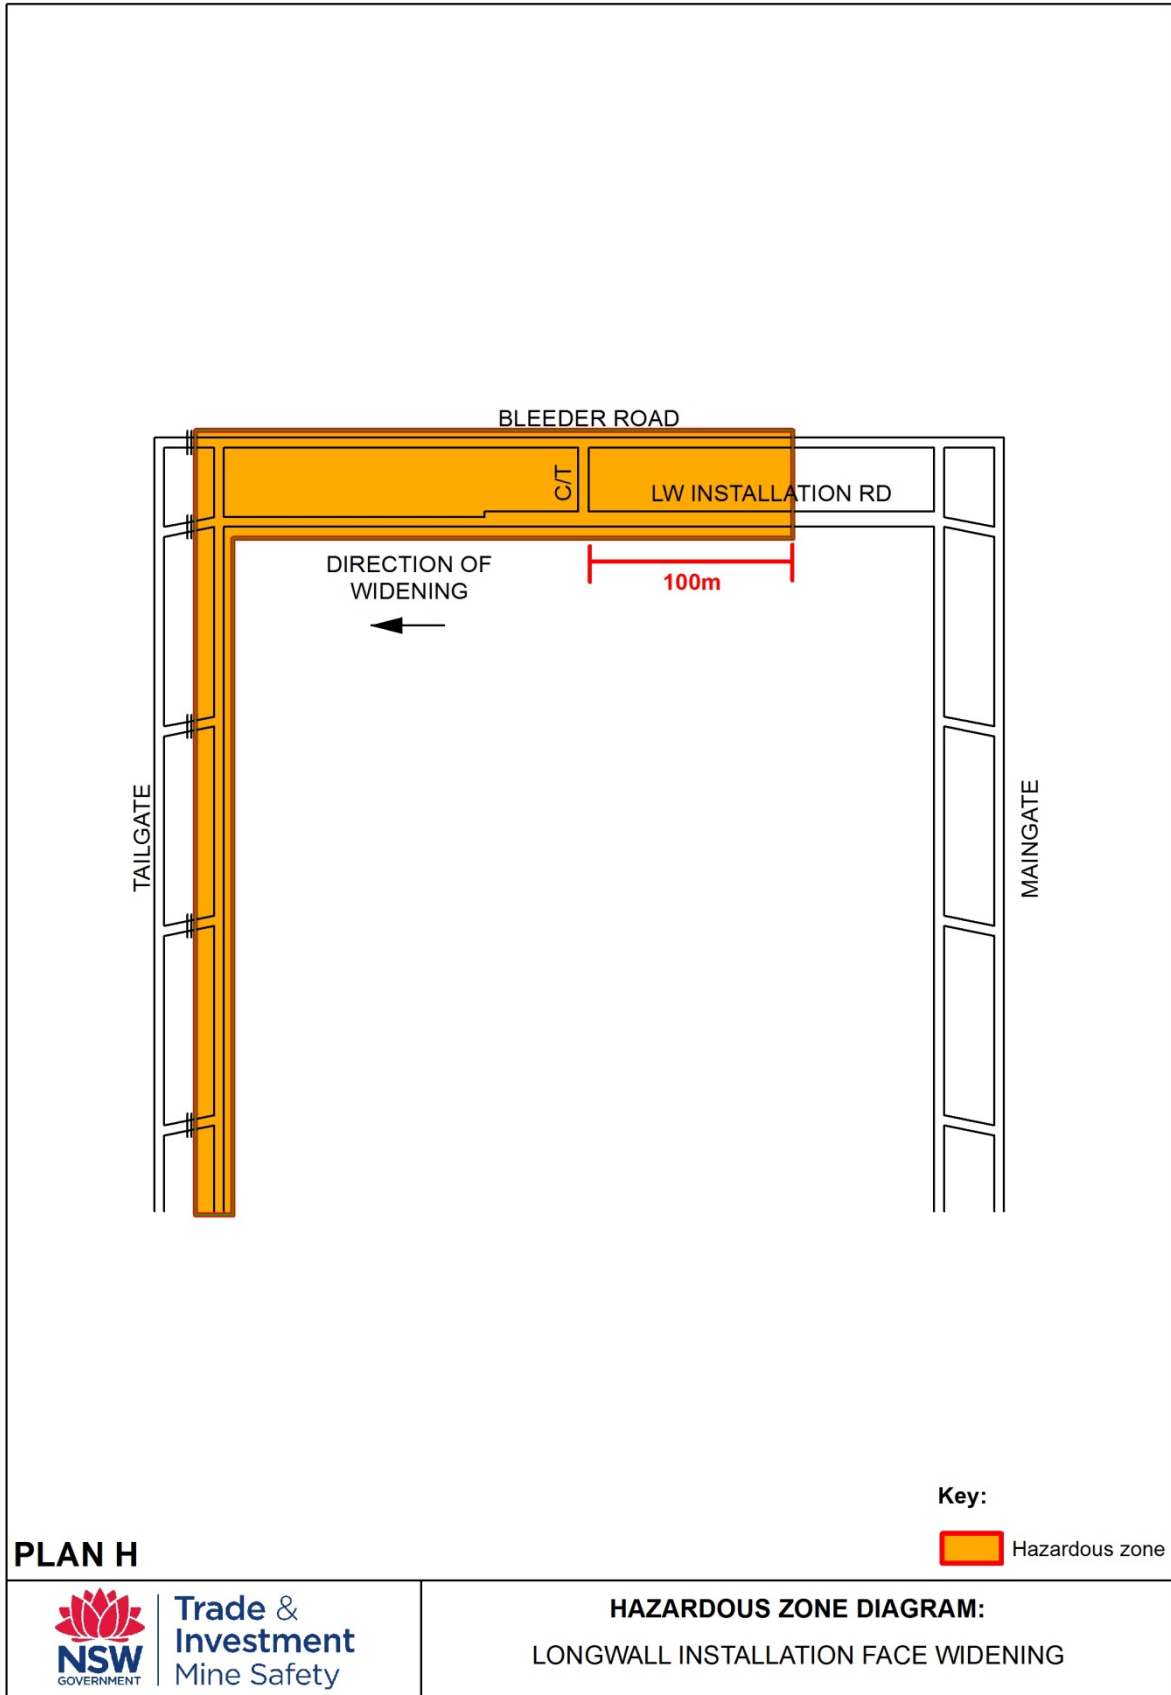 BLEEDER ROAD
C/T
LW INSTALLATION RD
DIRECTION OF
WIDENING
100m
TAILGATE
MAINGATE
Key:
Hazardous zone
PLAN H
NSW
GOVERNMENT
Trade &
Investment
Mine Safety
HAZARDOUS ZONE DIAGRAM:
LONGWALL INSTALLATION FACE WIDENING